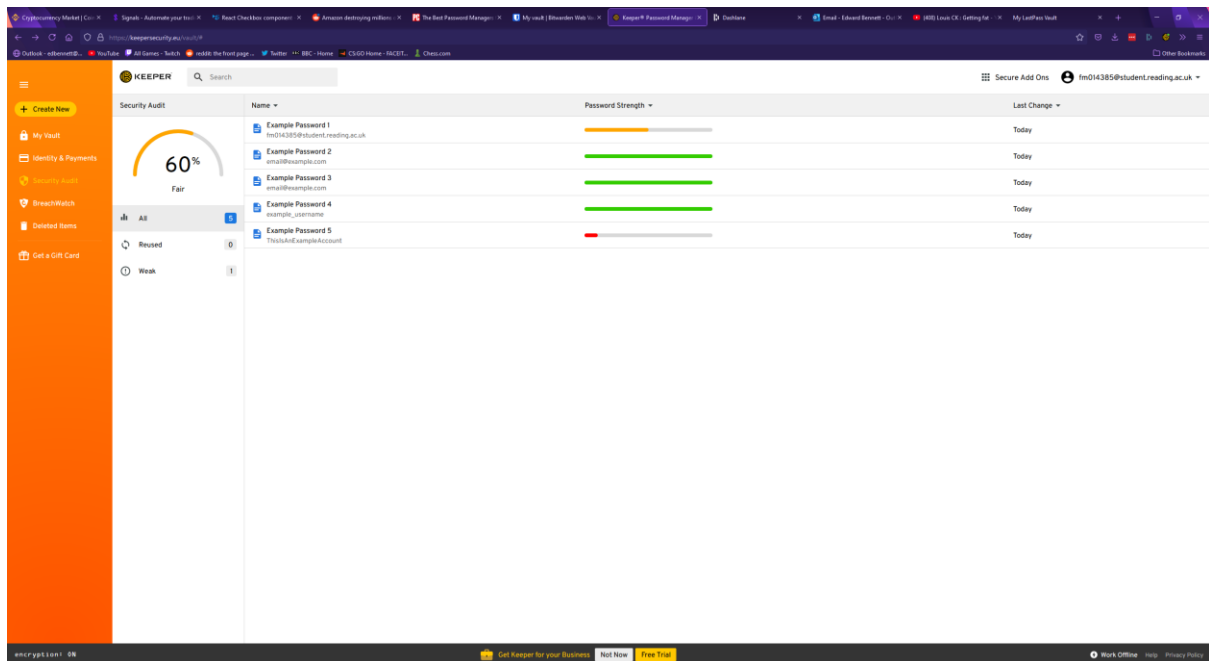 Cryptocurrency Market | Coi
Signals - Automate your tradi
React Checkbox component
Amazon destroying millions
The Best Password Managers
My vault | Bitwarden Web Va
Keeper® Password Manager
Dashlane
Email - Edward Bennett - Out
(408) Louis CK : Getting fat
My LastPass Vault
https://keepersecurity.eu/vault/#
Outlook - edbennett@...
YouTube
All Games - Twitch
reddit: the front page...
Twitter
BBC - Home
CS:GO Home - FACEIT...
Chess.com
Other Bookmarks
KEEPER
Search
Secure Add Ons
fm014385@student.reading.ac.uk
Create New
My Vault
Identity & Payments
Security Audit
BreachWatch
Deleted Items
Get a Gift Card
Security Audit
60%
Fair
All 5
Reused 0
Weak 1
Name Password Strength Last Change
Example Password 1 Today
fm014385@student.reading.ac.uk
Example Password 2 Today
email@example.com
Example Password 3 Today
email@example.com
Example Password 4 Today
example_username
Example Password 5 Today
ThisIsAnExampleAccount
encryption: ON
Get Keeper for your Business Not Now Free Trial
Work Offline Help Privacy Policy